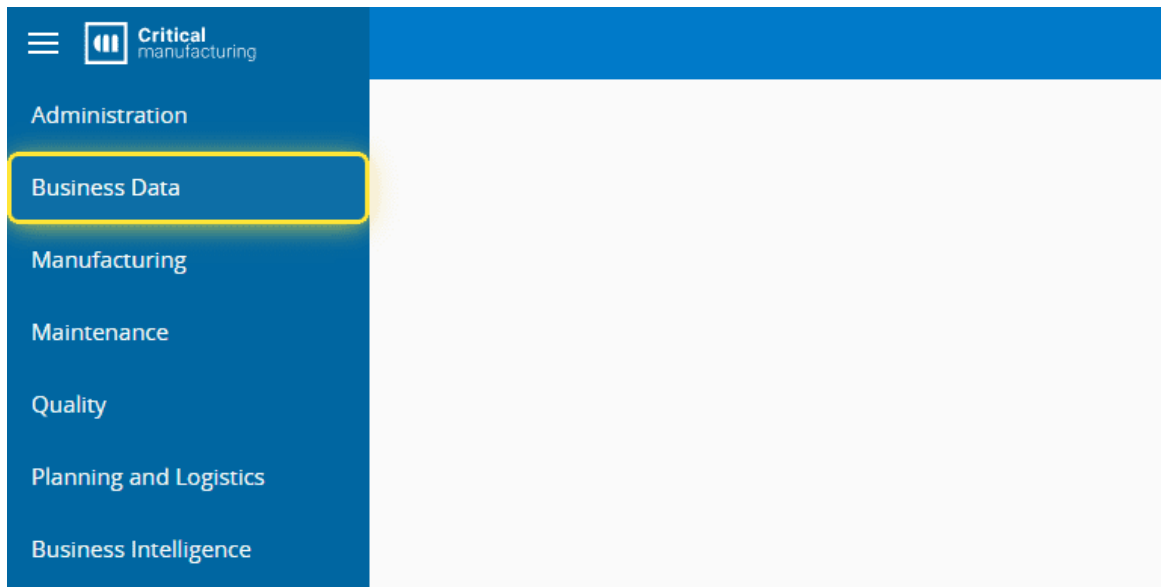 Critical
manufacturing
Administration
Business Data
Manufacturing
Maintenance
Quality
Planning and Logistics
Business Intelligence